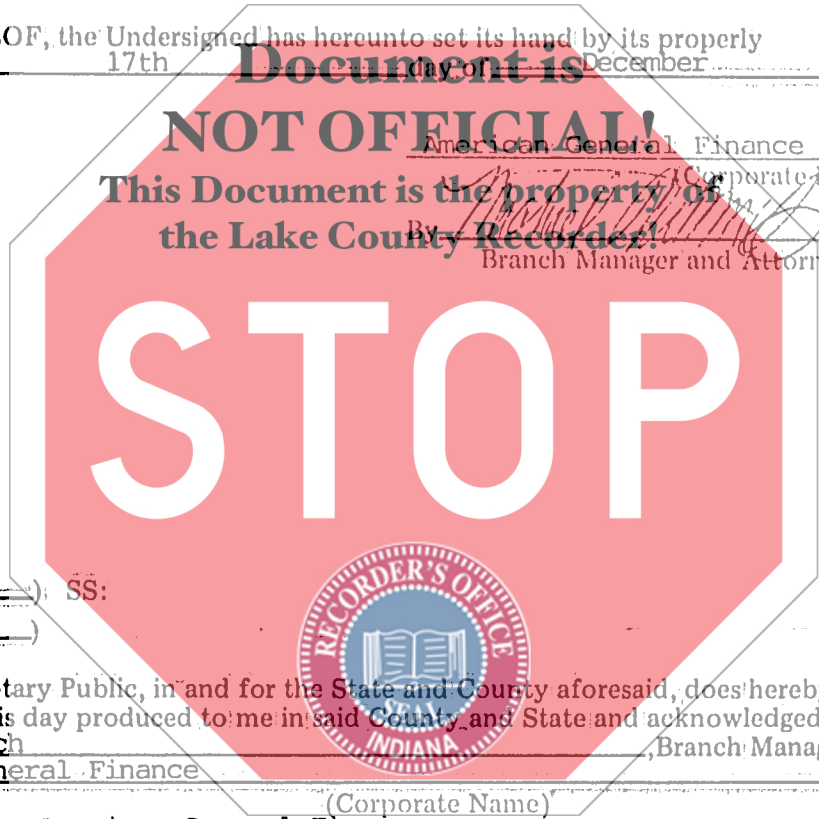 OF, the Undersigned has hereunto set its hand by its properly
17th day of December
Document is
NOT OFFICIAL!
American General Finance
(Corporate
This Document is the property of
the Lake County Recorder!
By
Branch Manager and Attorn
STOP
) SS:
)
RECORDER'S OFFICE
SEAL
INDIANA
tary Public, in and for the State and County aforesaid, does hereby
is day produced to me in said County and State and acknowledged
ch ,Branch Manag
neral Finance
(Corporate Name)